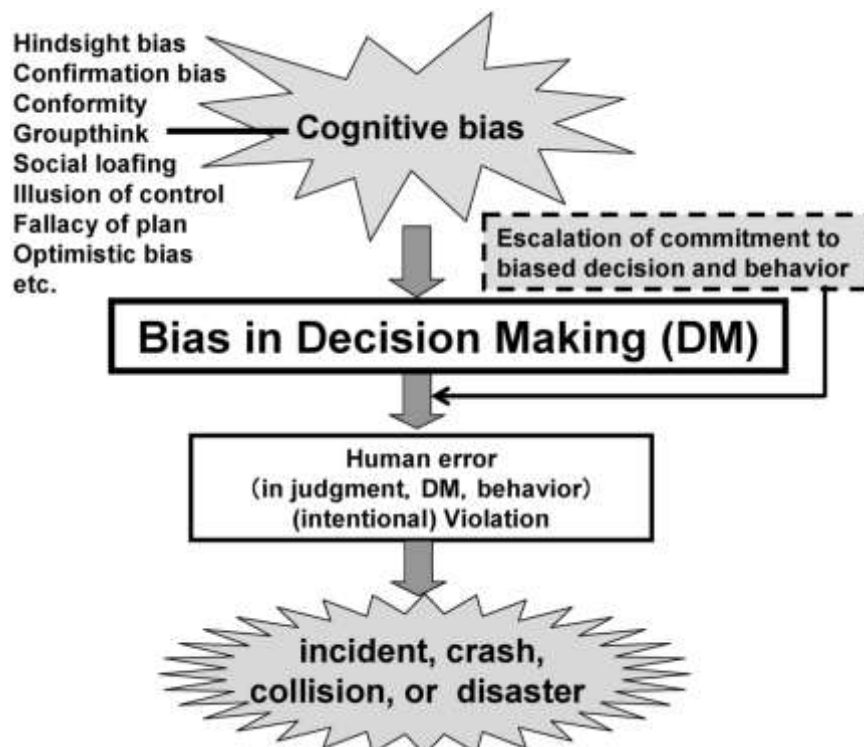 Hindsight bias
Confirmation bias
Conformity
Groupthink
Social loafing
Illusion of control
Fallacy of plan
Optimistic bias
etc.
Cognitive bias
Escalation of commitment to
biased decision and behavior
Bias in Decision Making (DM)
Human error
(in judgment, DM, behavior)
(intentional) Violation
incident, crash,
collision, or disaster